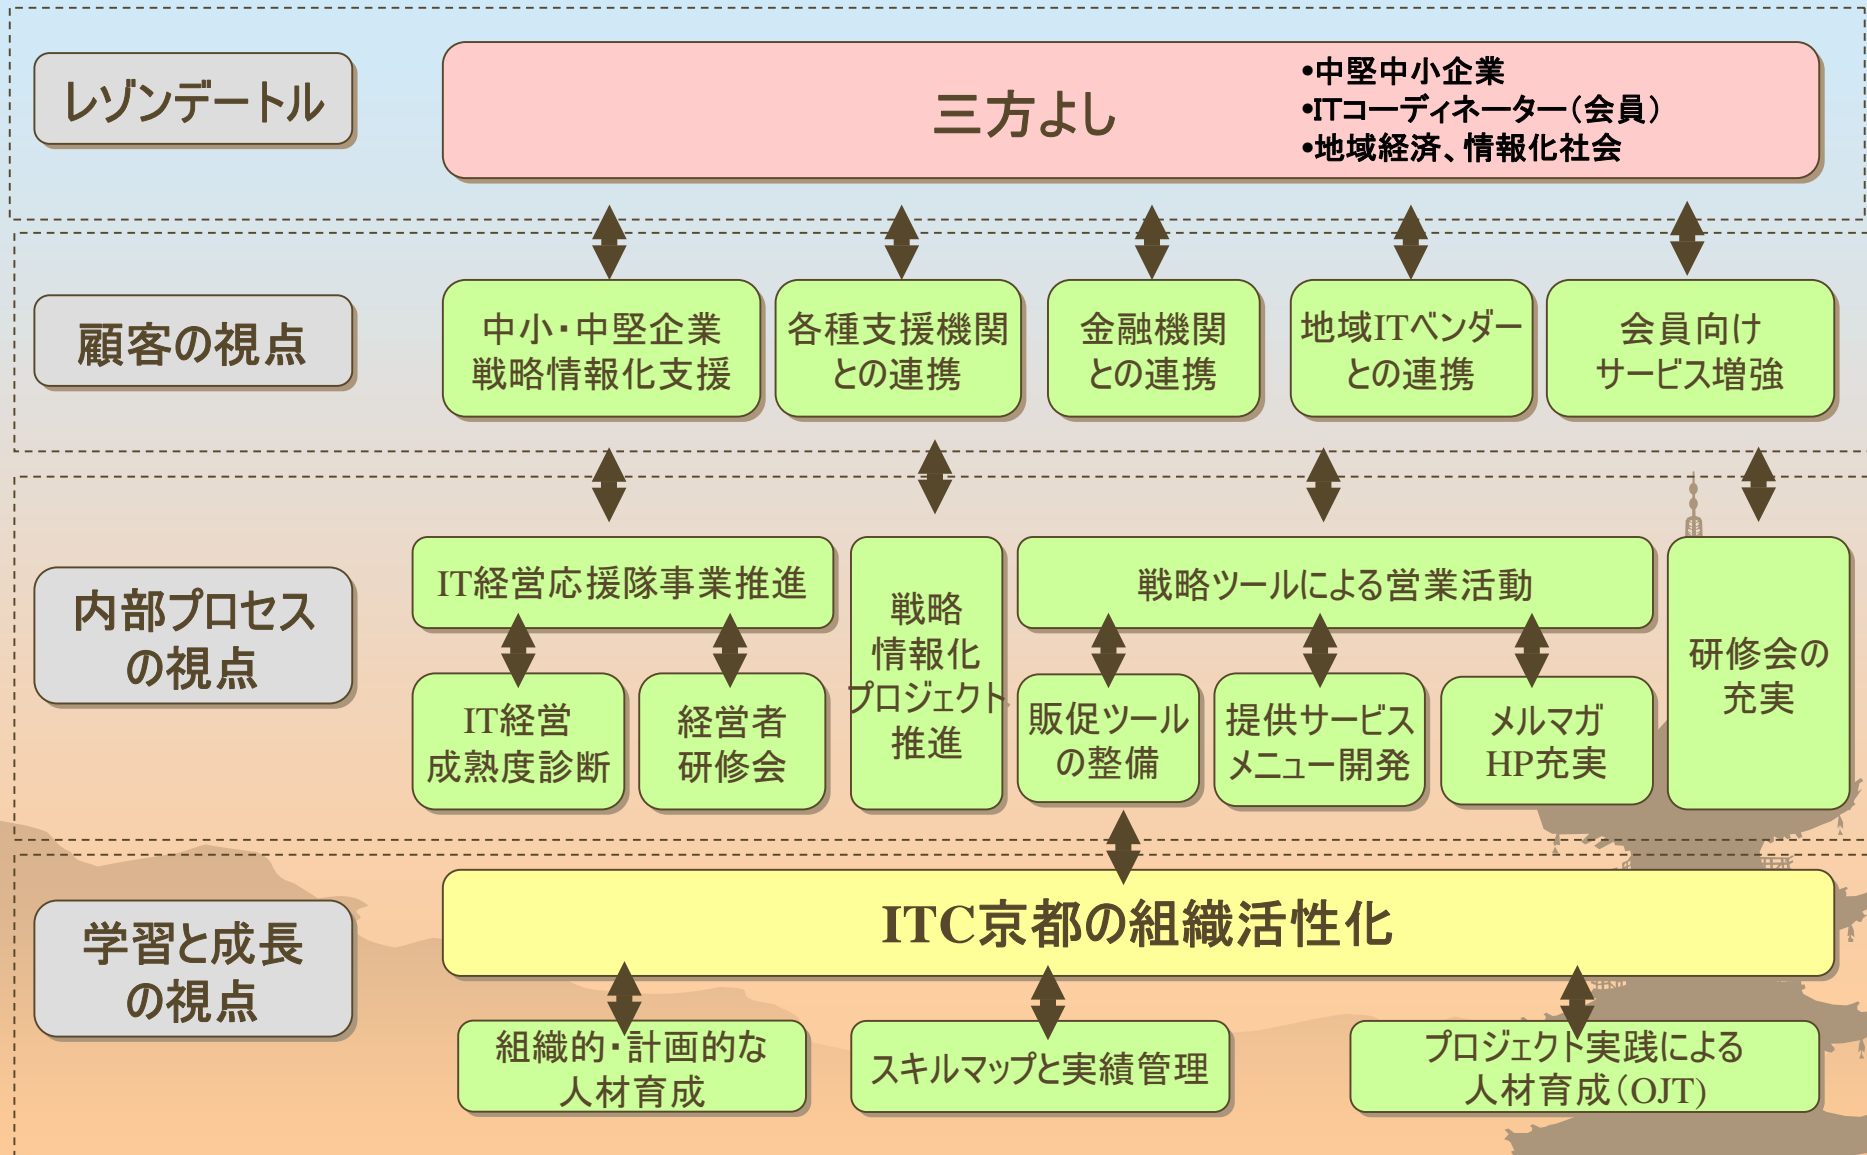 レゾンデートル
三方よし
•中堅中小企業
•ITコーディネーター（会員）
•地域経済、情報化社会
顧客の視点
中小・中堅企業
戦略情報化支援
各種支援機関
との連携
金融機関
との連携
地域ITベンダー
との連携
会員向け
サービス増強
内部プロセス
の視点
IT経営応援隊事業推進
IT経営
成熟度診断
経営者
研修会
戦略
情報化
プロジェクト
推進
戦略ツールによる営業活動
販促ツール
の整備
提供サービス
メニュー開発
メルマガ
HP充実
研修会の
充実
学習と成長
の視点
ITC京都の組織活性化
組織的・計画的な
人材育成
スキルマップと実績管理
プロジェクト実践による
人材育成（OJT）